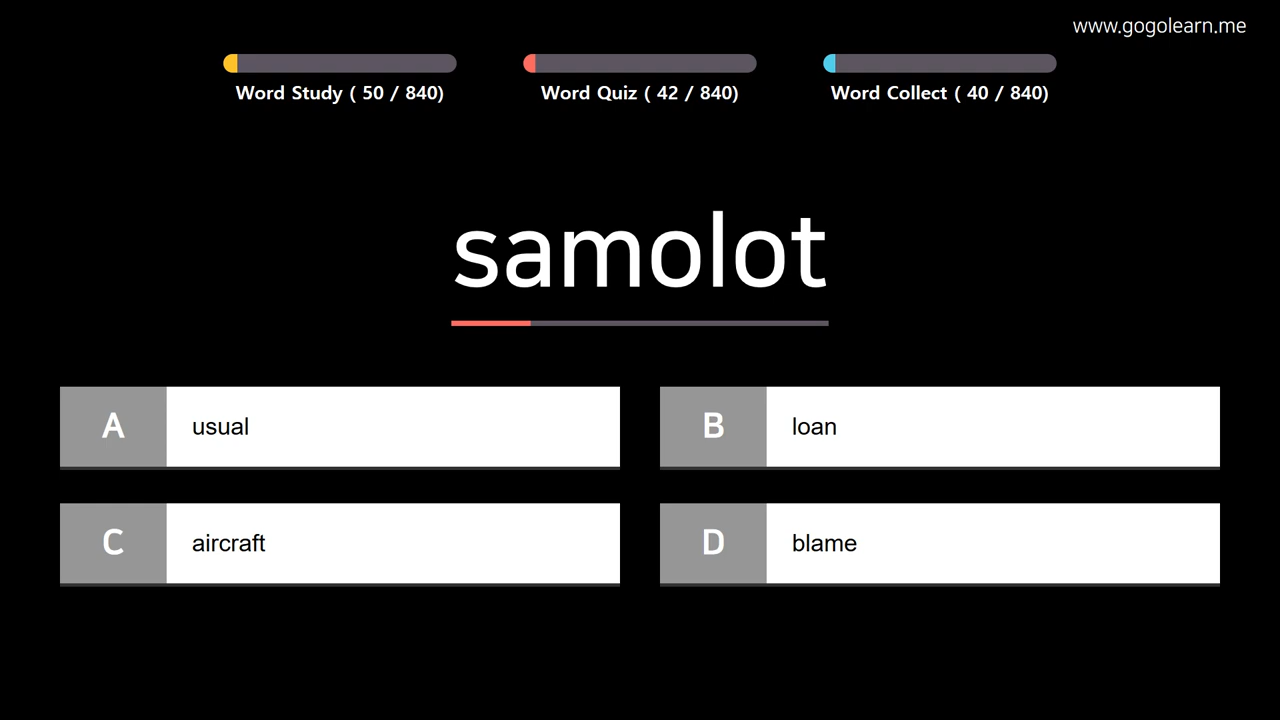 www.gogolearn.me
Word Study ( 50 / 840)
Word Quiz ( 42 / 840)
Word Collect ( 40 / 840)
samolot
A usual
B loan
C aircraft
D blame